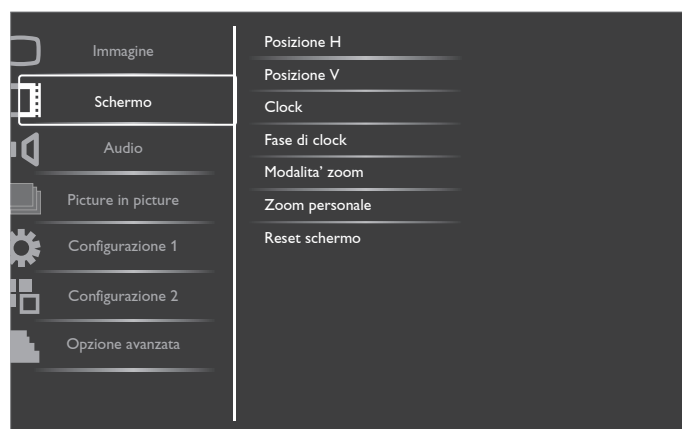 Immagine
Schermo
Audio
Picture in picture
Configurazione 1
Configurazione 2
Opzione avanzata
Posizione H
Posizione V
Clock
Fase di clock
Modalita’ zoom
Zoom personale
Reset schermo